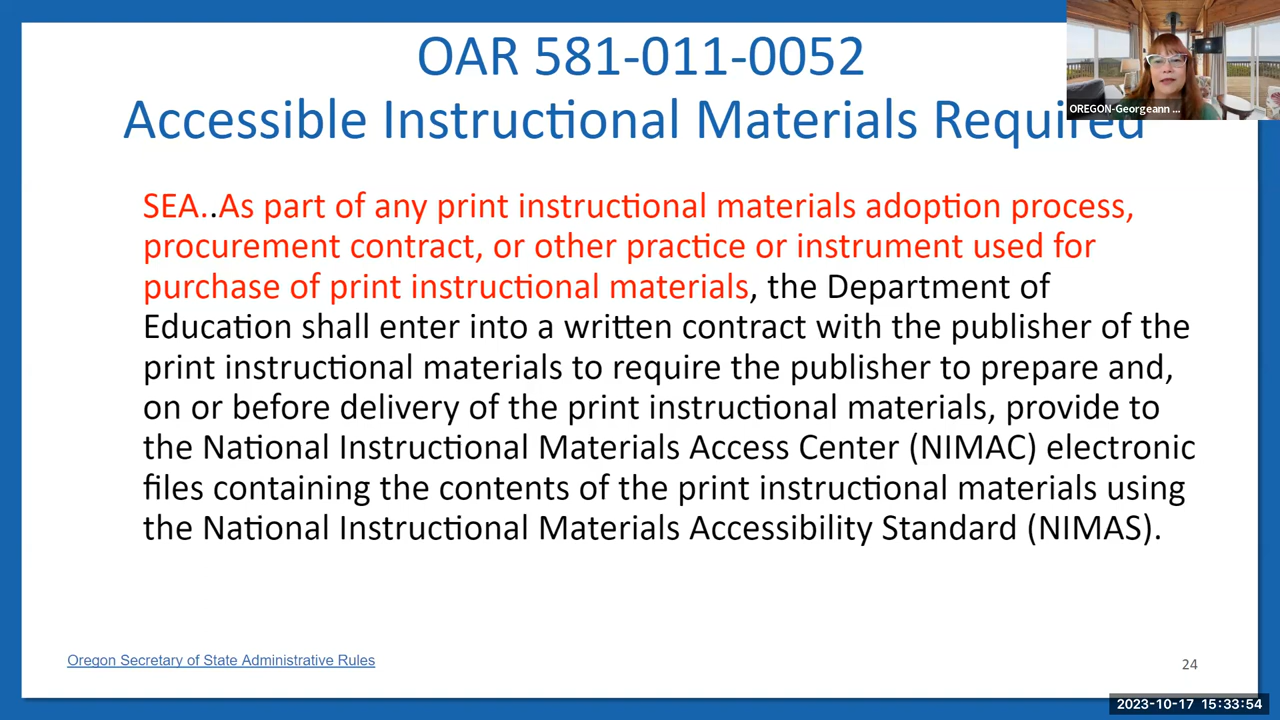 OAR 581-011-0052
Accessible Instructional Materials Required
OREGON-Georgeann ...
SEA..As part of any print instructional materials adoption process,
procurement contract, or other practice or instrument used for
purchase of print instructional materials, the Department of
Education shall enter into a written contract with the publisher of the
print instructional materials to require the publisher to prepare and,
on or before delivery of the print instructional materials, provide to
the National Instructional Materials Access Center (NIMAC) electronic
files containing the contents of the print instructional materials using
the National Instructional Materials Accessibility Standard (NIMAS).
Oregon Secretary of State Administrative Rules
24
2023-10-17 15:33:54